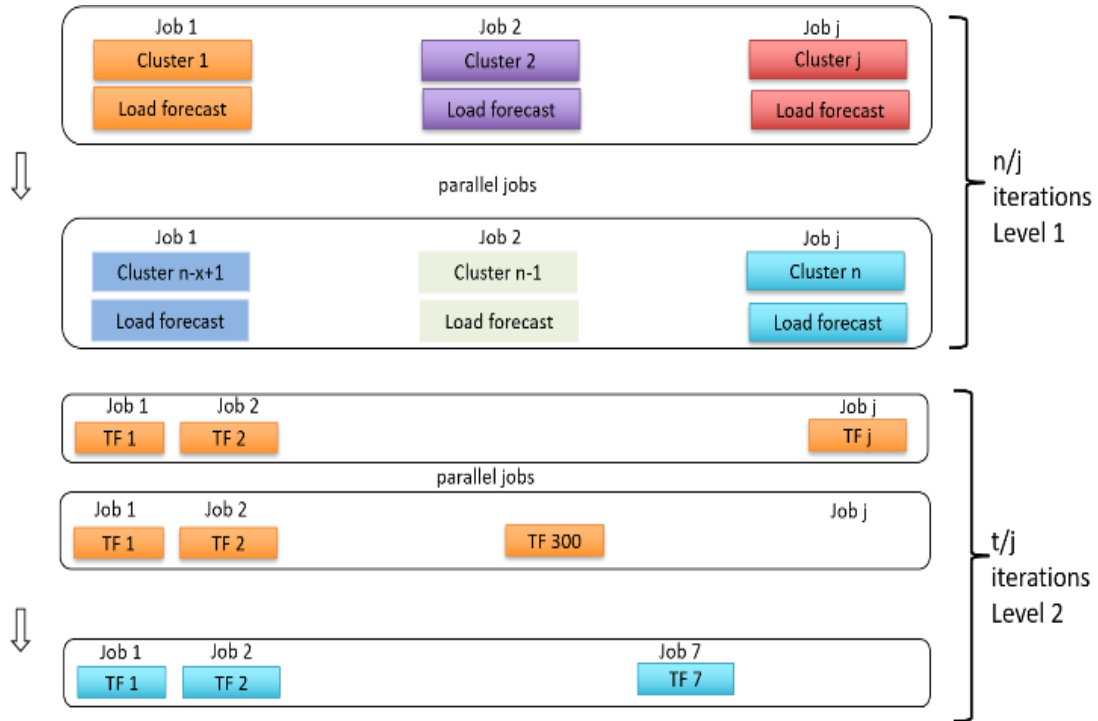 Job 1 Job 2 Job j
Cluster 1 Cluster 2 Cluster j
Load forecast Load forecast Load forecast
parallel jobs
n/j
iterations
Level 1
Job 1 Job 2 Job j
Cluster n-x+1 Cluster n-1 Cluster n
Load forecast Load forecast Load forecast
Job 1 Job 2 Job j
TF 1 TF 2 TF j
parallel jobs
Job 1 Job 2 Job j
TF 1 TF 2 TF 300
t/j
iterations
Level 2
Job 1 Job 2 Job 7
TF 1 TF 2 TF 7